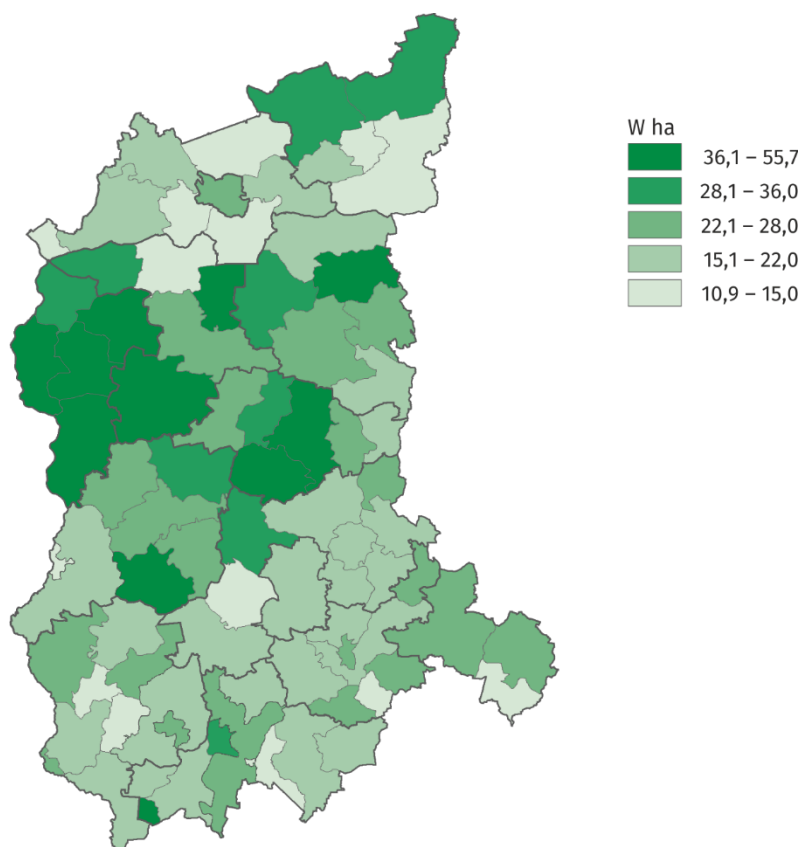 W ha
36,1 – 55,7
28,1 – 36,0
22,1 – 28,0
15,1 – 22,0
10,9 – 15,0